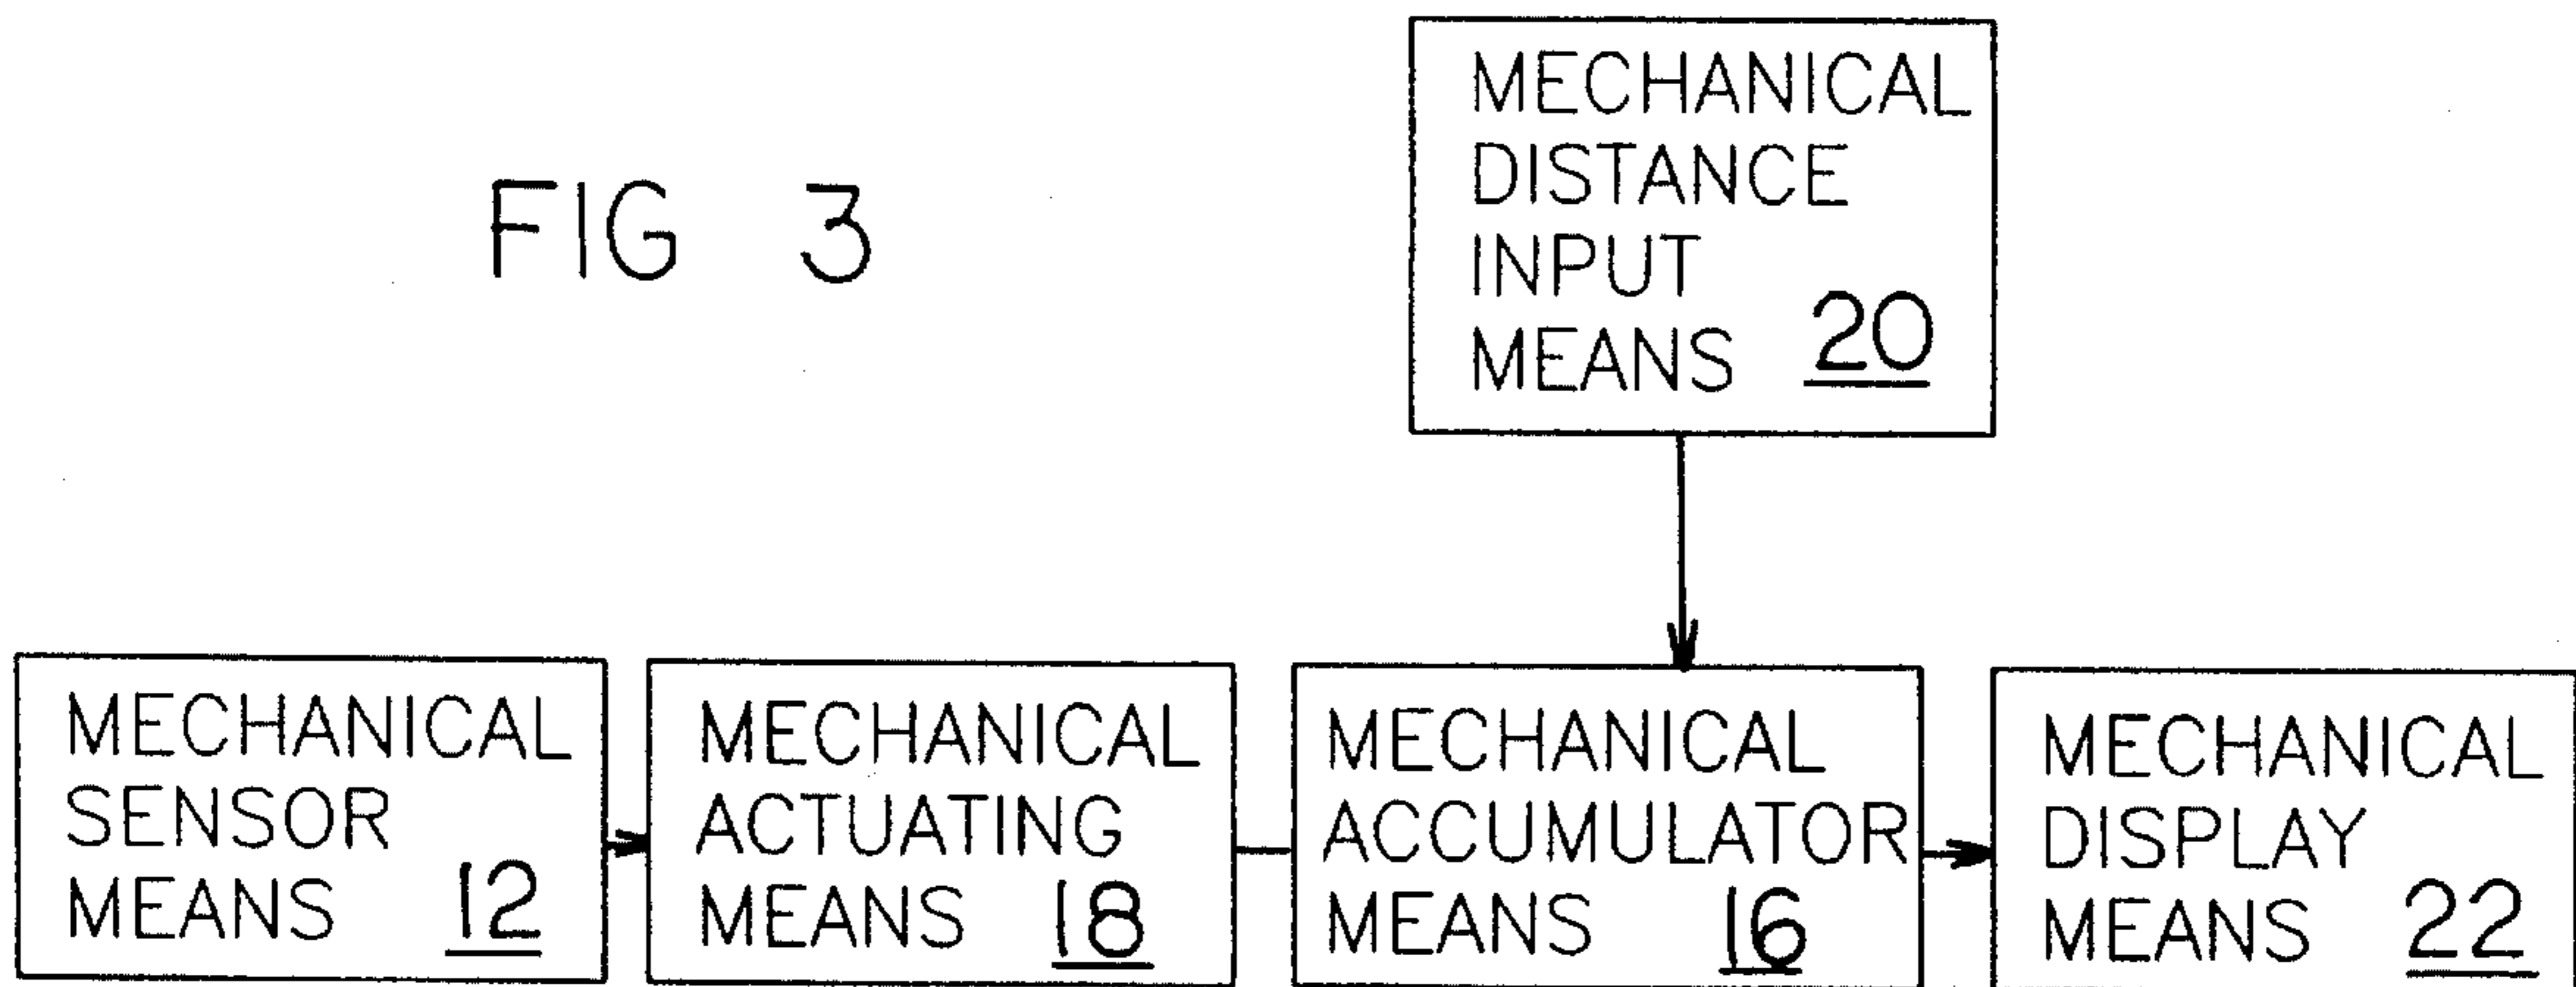 FIG 3
MECHANICAL
DISTANCE
INPUT
MEANS 20
MECHANICAL
SENSOR
MEANS 12
MECHANICAL
ACTUATING
MEANS 18
MECHANICAL
ACCUMULATOR
MEANS 16
MECHANICAL
DISPLAY
MEANS 22